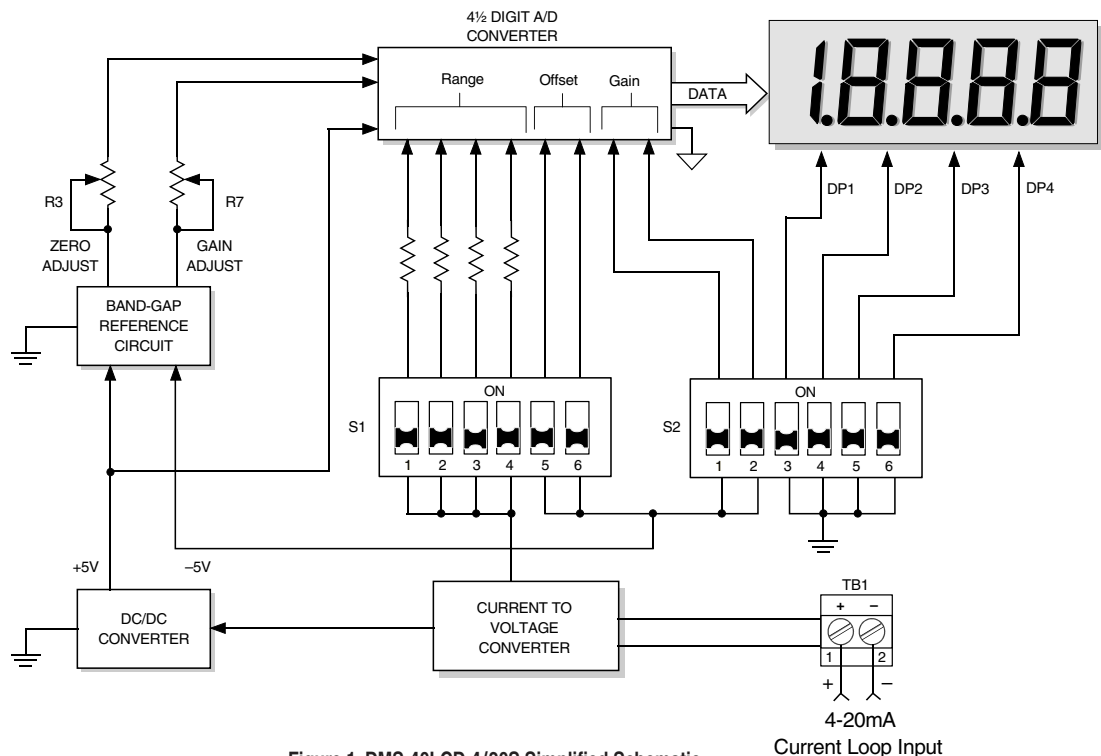 4½ DIGIT A/D
CONVERTER
Range
Offset
Gain
DATA
1.8.8.8.8
DP1
DP2
DP3
DP4
R3
R7
ZERO
ADJUST
GAIN
ADJUST
BAND-GAP
REFERENCE
CIRCUIT
S1
ON
1 2 3 4 5 6
S2
ON
1 2 3 4 5 6
+5V
–5V
DC/DC
CONVERTER
CURRENT TO
VOLTAGE
CONVERTER
TB1
+ –
1 2
+ –
4-20mA
Current Loop Input